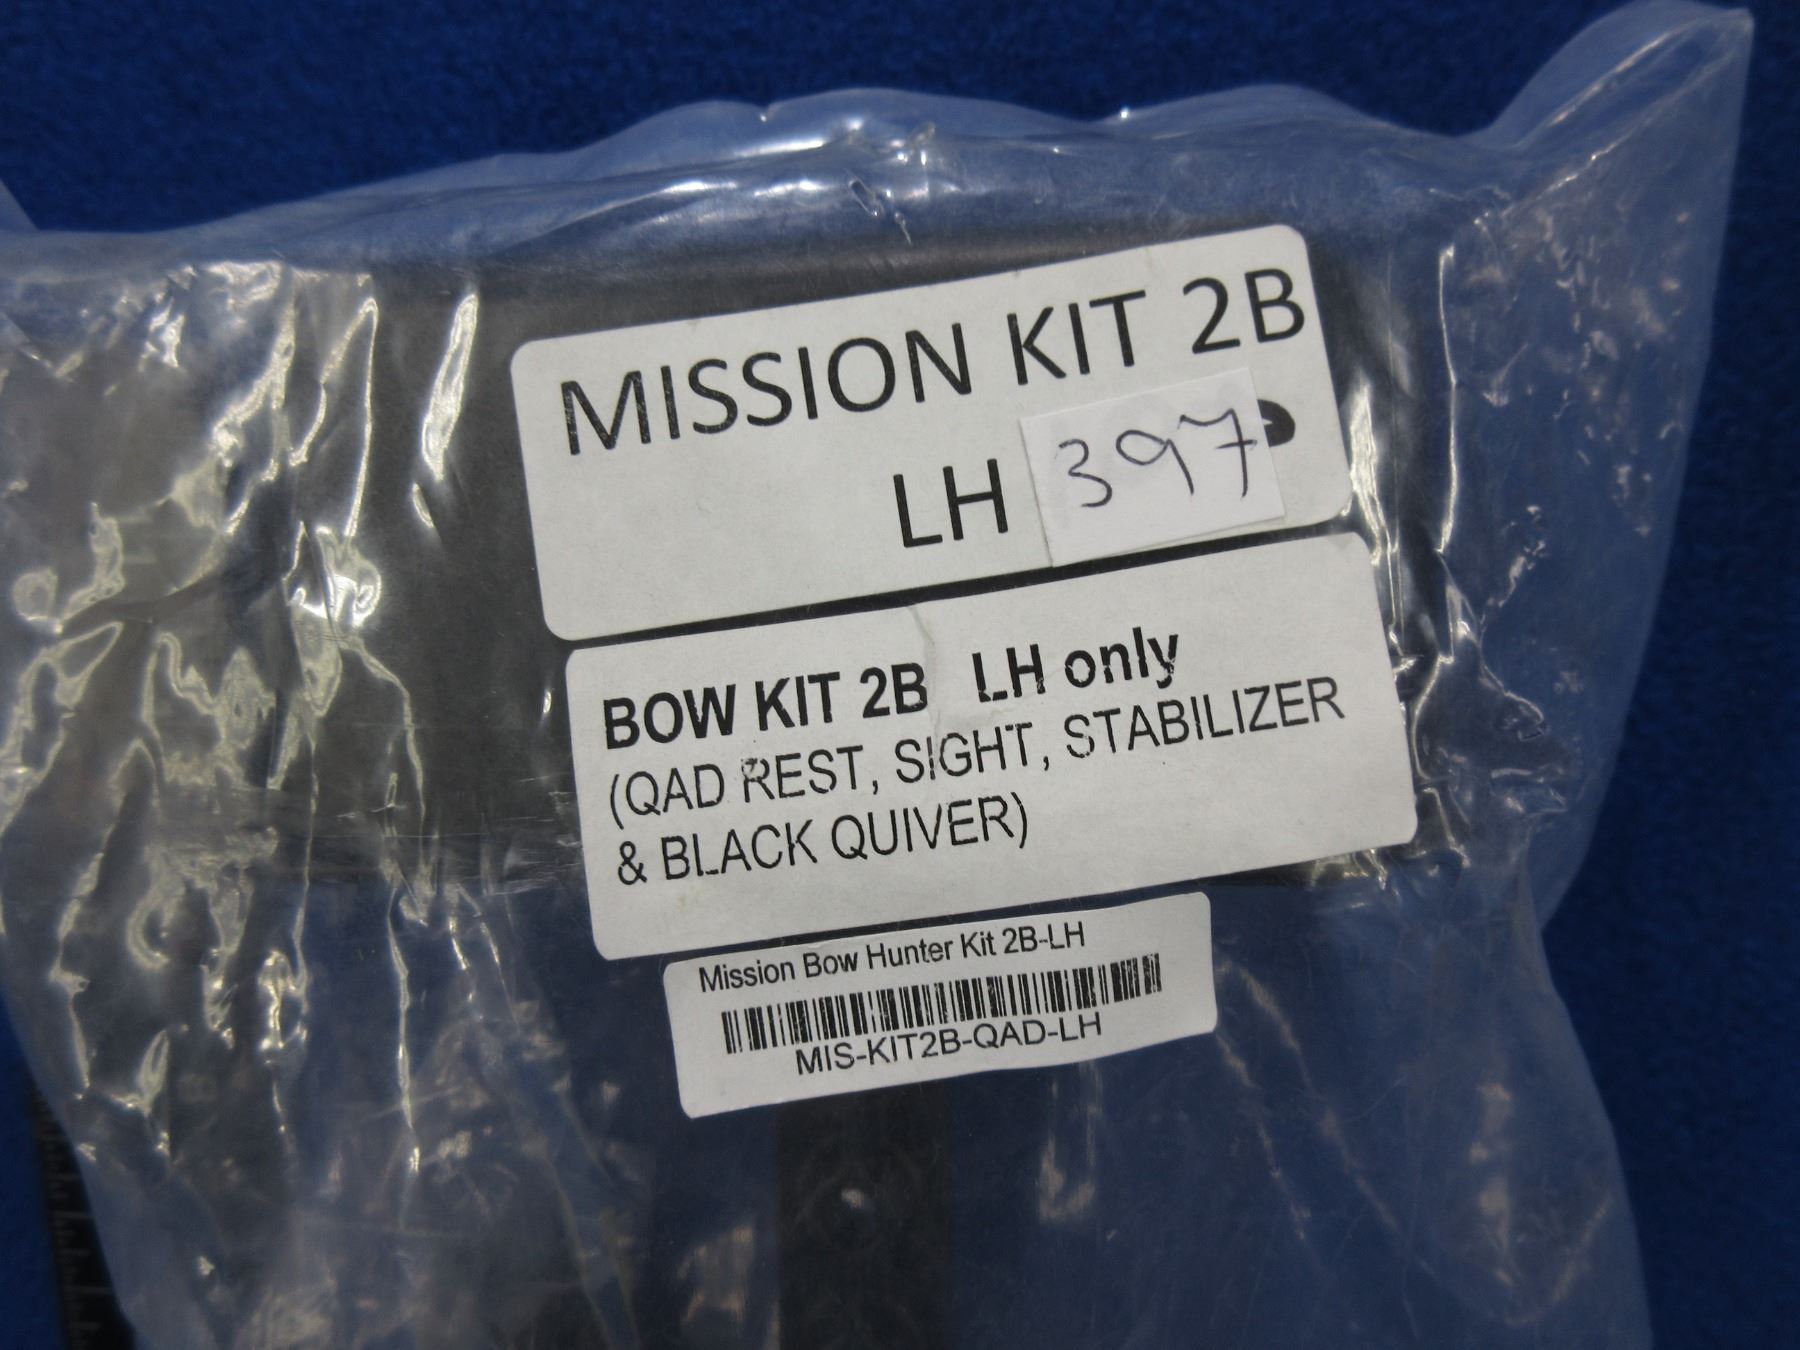 MISSION KIT 2B
LH 397
BOW KIT 2B LH only
(QAD REST, SIGHT, STABILIZER
& BLACK QUIVER)
Mission Bow Hunter Kit 2B-LH
MIS-KIT2B-QAD-LH